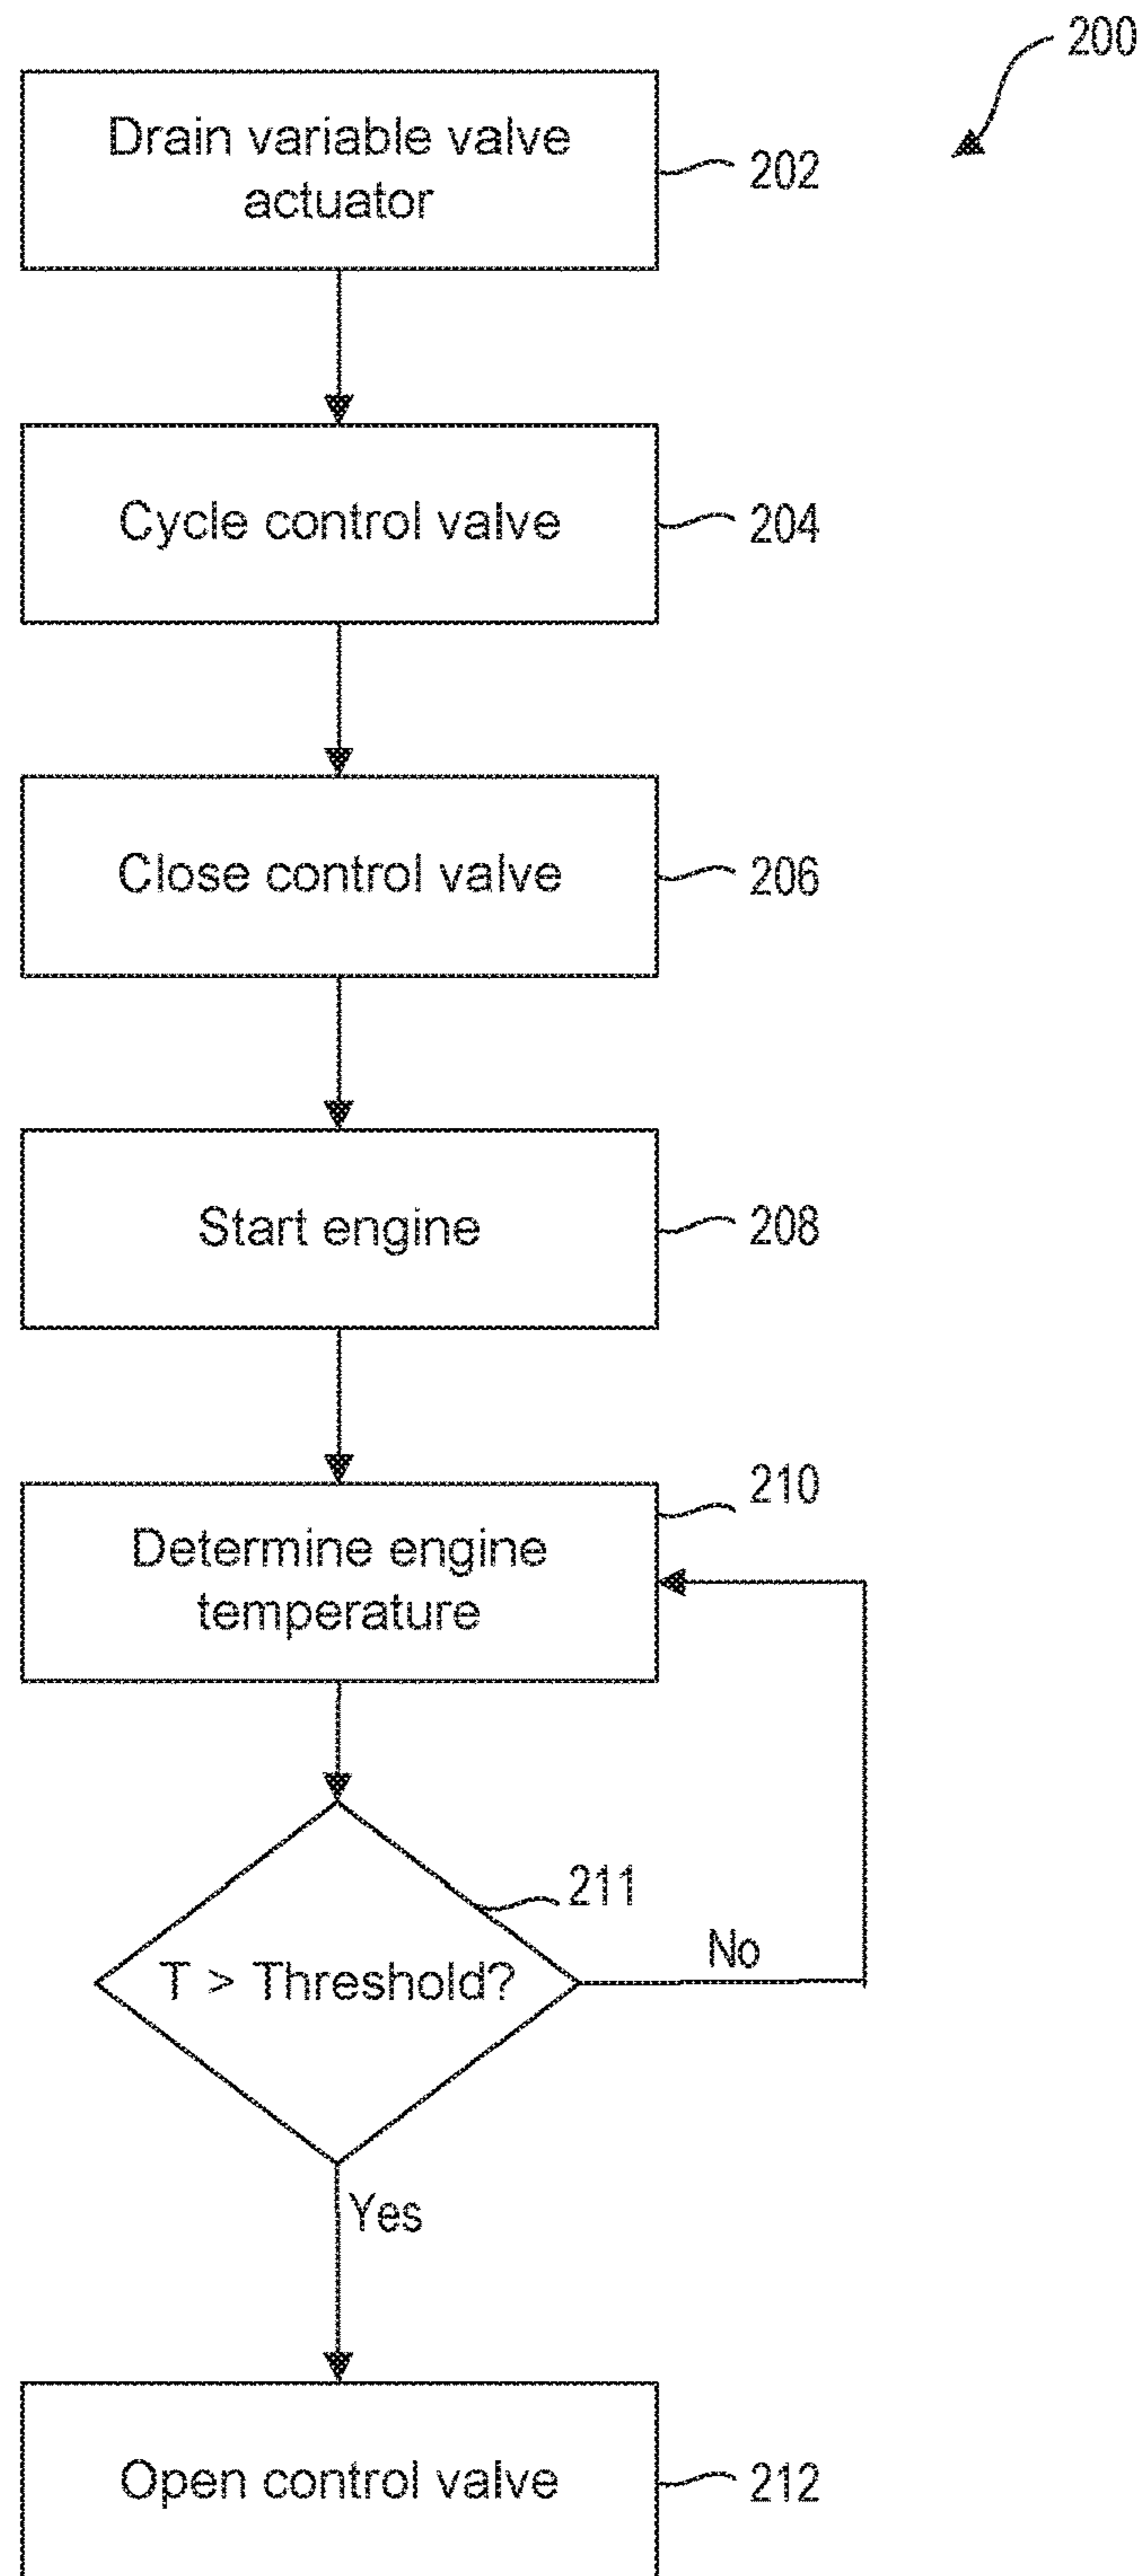 200
Drain variable valve
actuator
202
Cycle control valve
204
Close control valve
206
Start engine
208
210
Determine engine
temperature
211
T > Threshold?
No
Yes
Open control valve
212